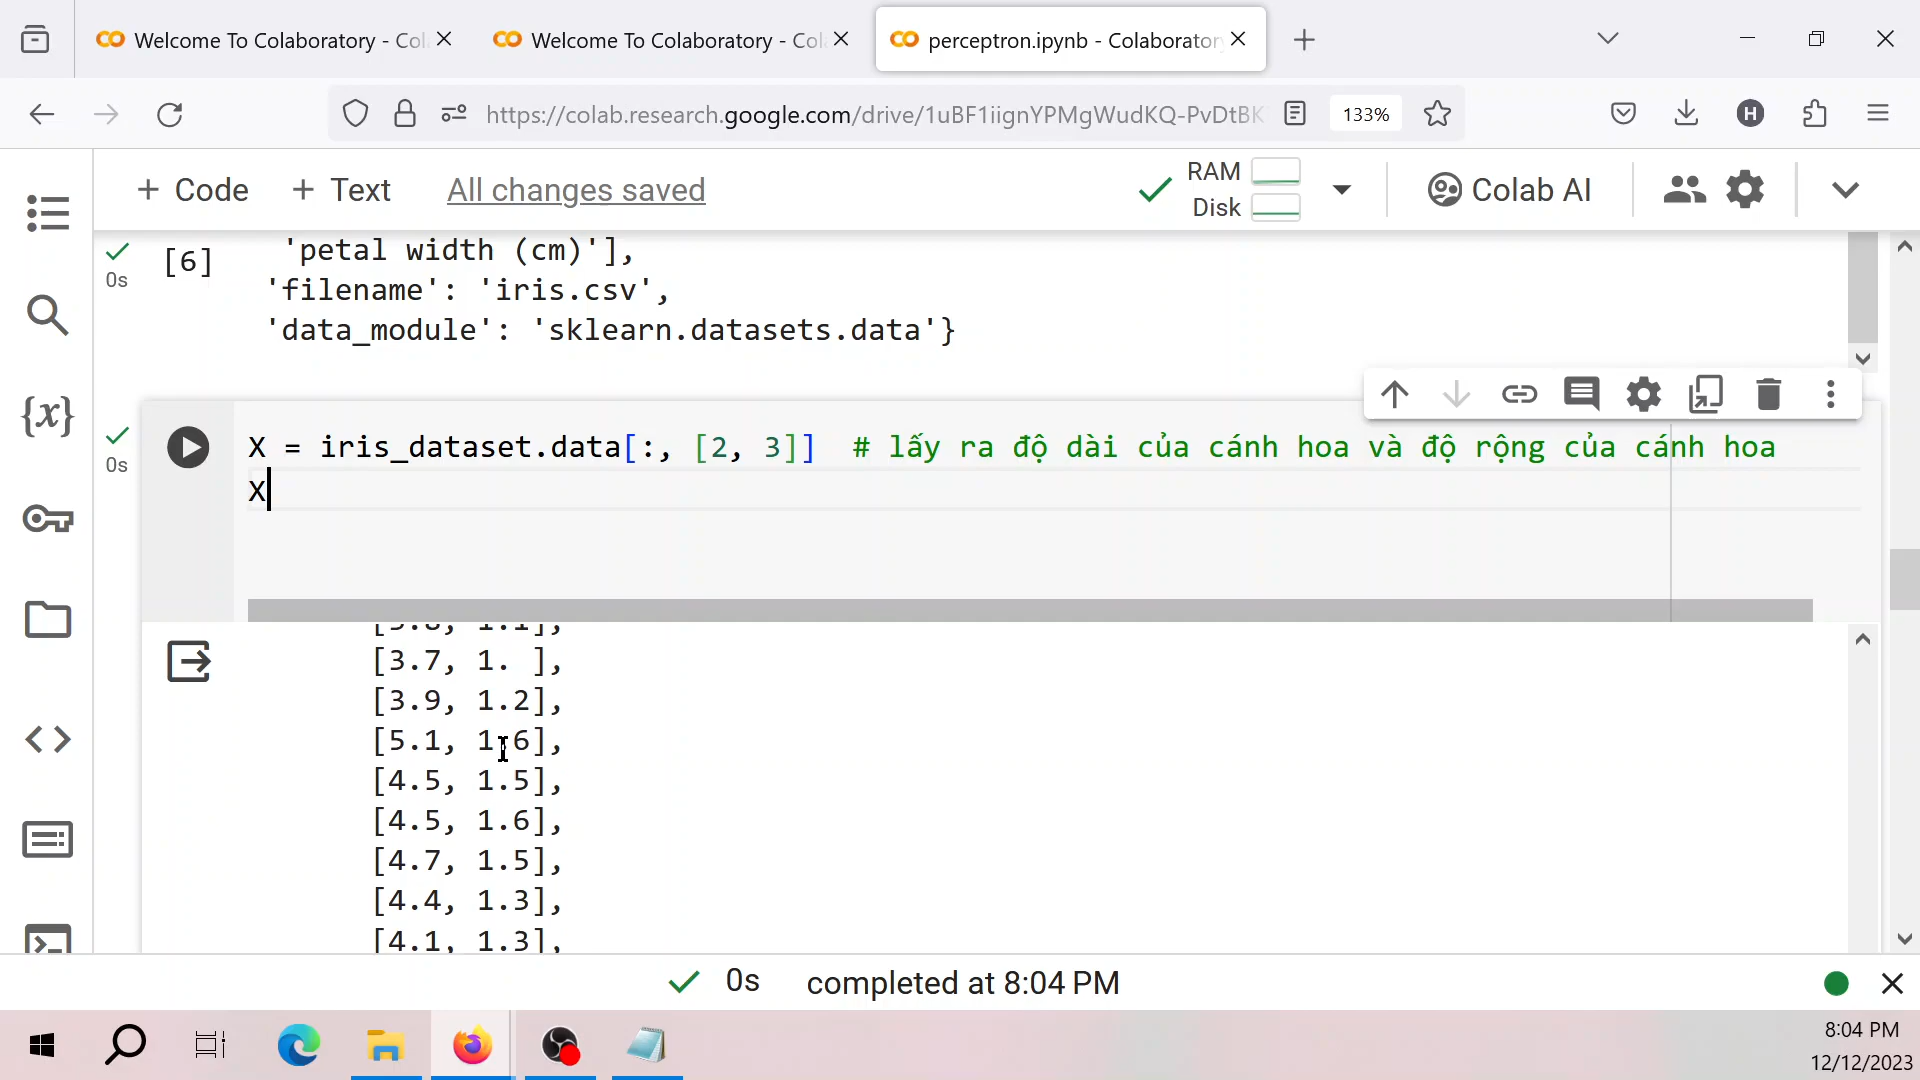 Welcome To Colaboratory - Col
Welcome To Colaboratory - Col
perceptron.ipynb - Colaboratory
https://colab.research.google.com/drive/1uBF1iignYPMgWudKQ-PvDtBK
133%
H
+ Code
+ Text
All changes saved
RAM
Disk
Colab AI
0s
[6]
'petal width (cm)'],
'filename': 'iris.csv',
'data_module': 'sklearn.datasets.data'}
{x}
0s
X = iris_dataset.data[:, [2, 3]]  # lấy ra độ dài của cánh hoa và độ rộng của cánh hoa
X
[3.7, 1. ],
[3.9, 1.2],
[5.1, 1.6],
[4.5, 1.5],
[4.5, 1.6],
[4.7, 1.5],
[4.4, 1.3],
[4.1, 1.3],
0s completed at 8:04 PM
8:04 PM
12/12/2023